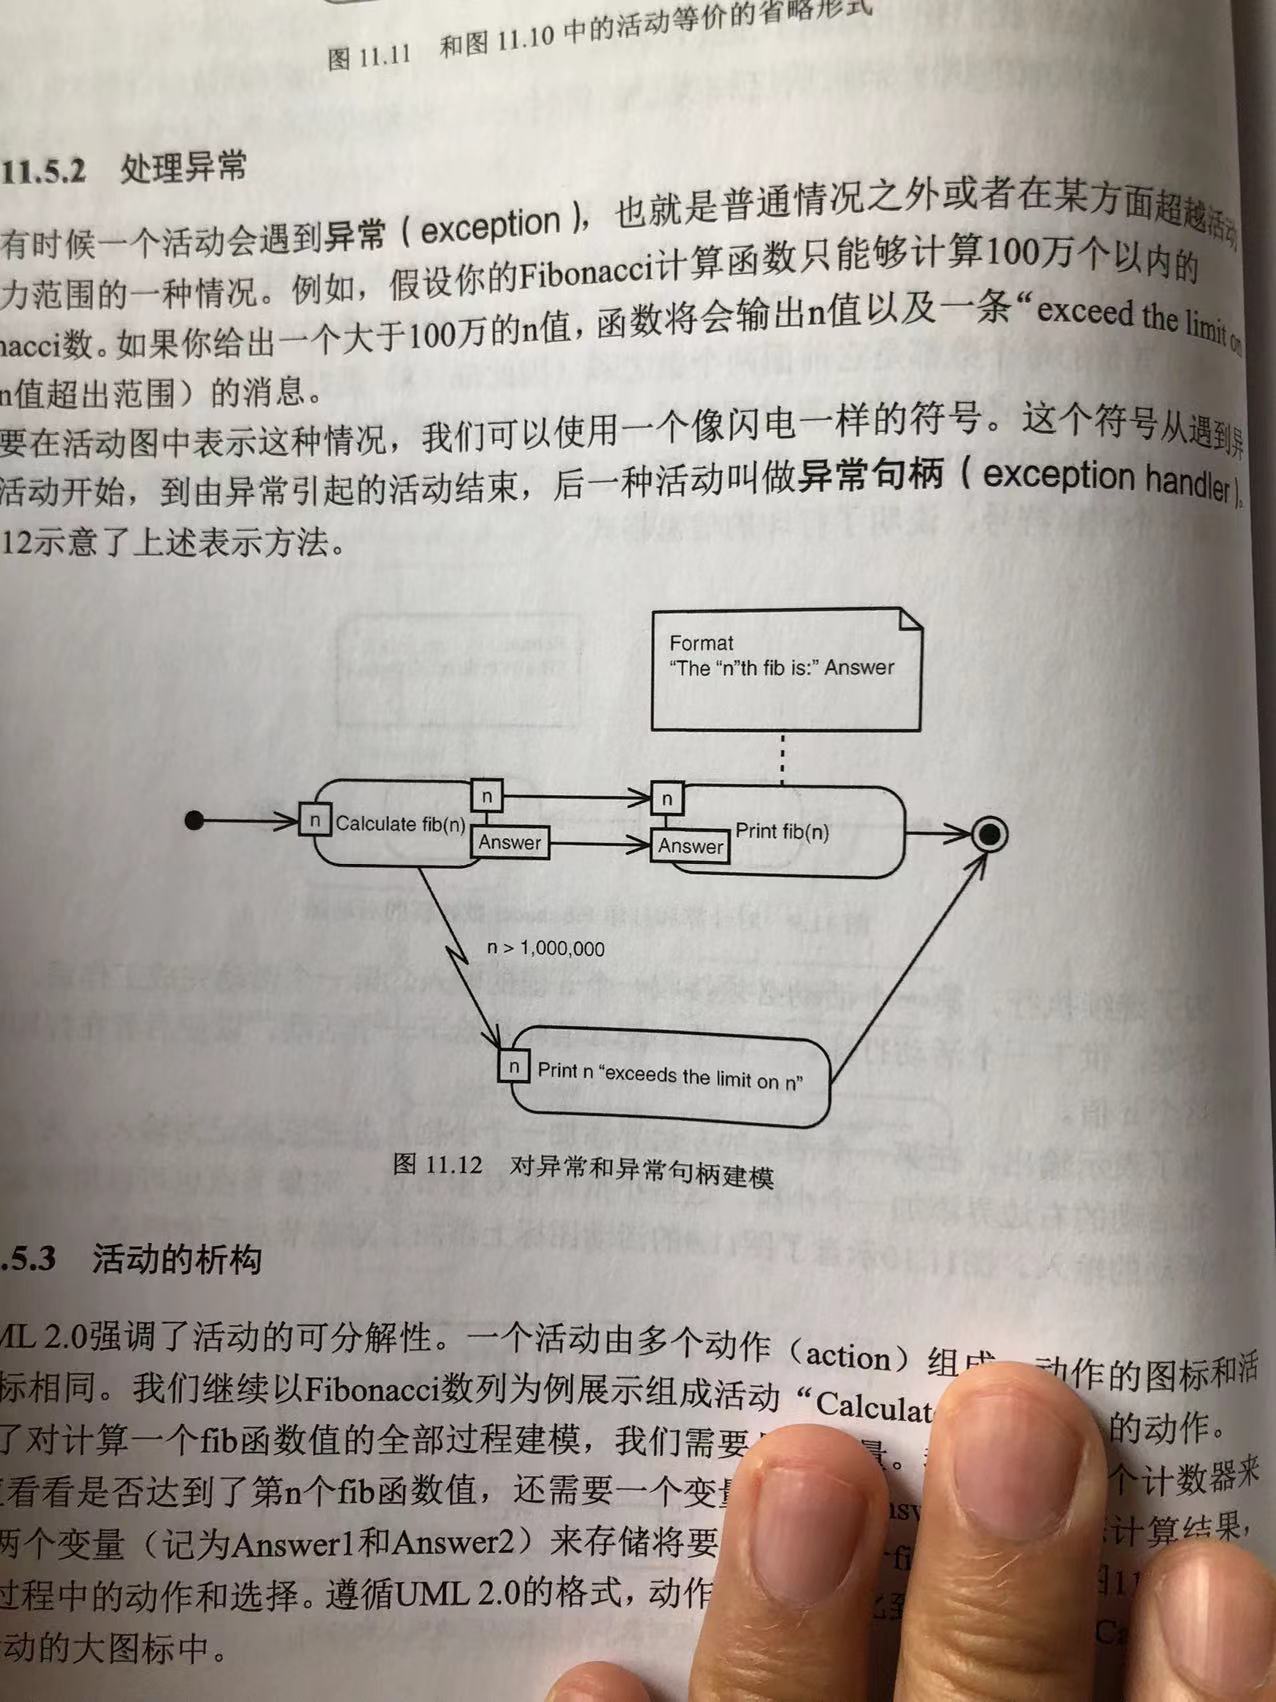 图 11.11 和图 11.10 中的活动等价的省略形式
11.5.2 处理异常
有时候一个活动会遇到异常（exception），也就是普通情况之外或者在某方面超越活动
力范围的一种情况。例如，假设你的Fibonacci计算函数只能够计算100万个以内的
nacci数。如果你给出一个大于100万的n值，函数将会输出n值以及一条“exceed the limit on
n值超出范围）的消息。
要在活动图中表示这种情况，我们可以使用一个像闪电一样的符号。这个符号从遇到异
活动开始，到由异常引起的活动结束，后一种活动叫做异常句柄（exception handler）。
12示意了上述表示方法。
Format
“The “n”th fib is:” Answer
n
n
n
Calculate fib(n)
Print fib(n)
Answer
Answer
n > 1,000,000
n
Print n “exceeds the limit on n”
图 11.12 对异常和异常句柄建模
.5.3 活动的析构
ML 2.0强调了活动的可分解性。一个活动由多个动作（action）组成 动作的图标和活
标相同。我们继续以Fibonacci数列为例展示组成活动“Calculat 的动作。
了对计算一个fib函数值的全部过程建模，我们需要 量。
看看是否达到了第n个fib函数值，还需要一个变量 个计数器来
两个变量（记为Answer1和Answer2）来存储将要 计算结果，
过程中的动作和选择。遵循UML 2.0的格式，动作
动的大图标中。